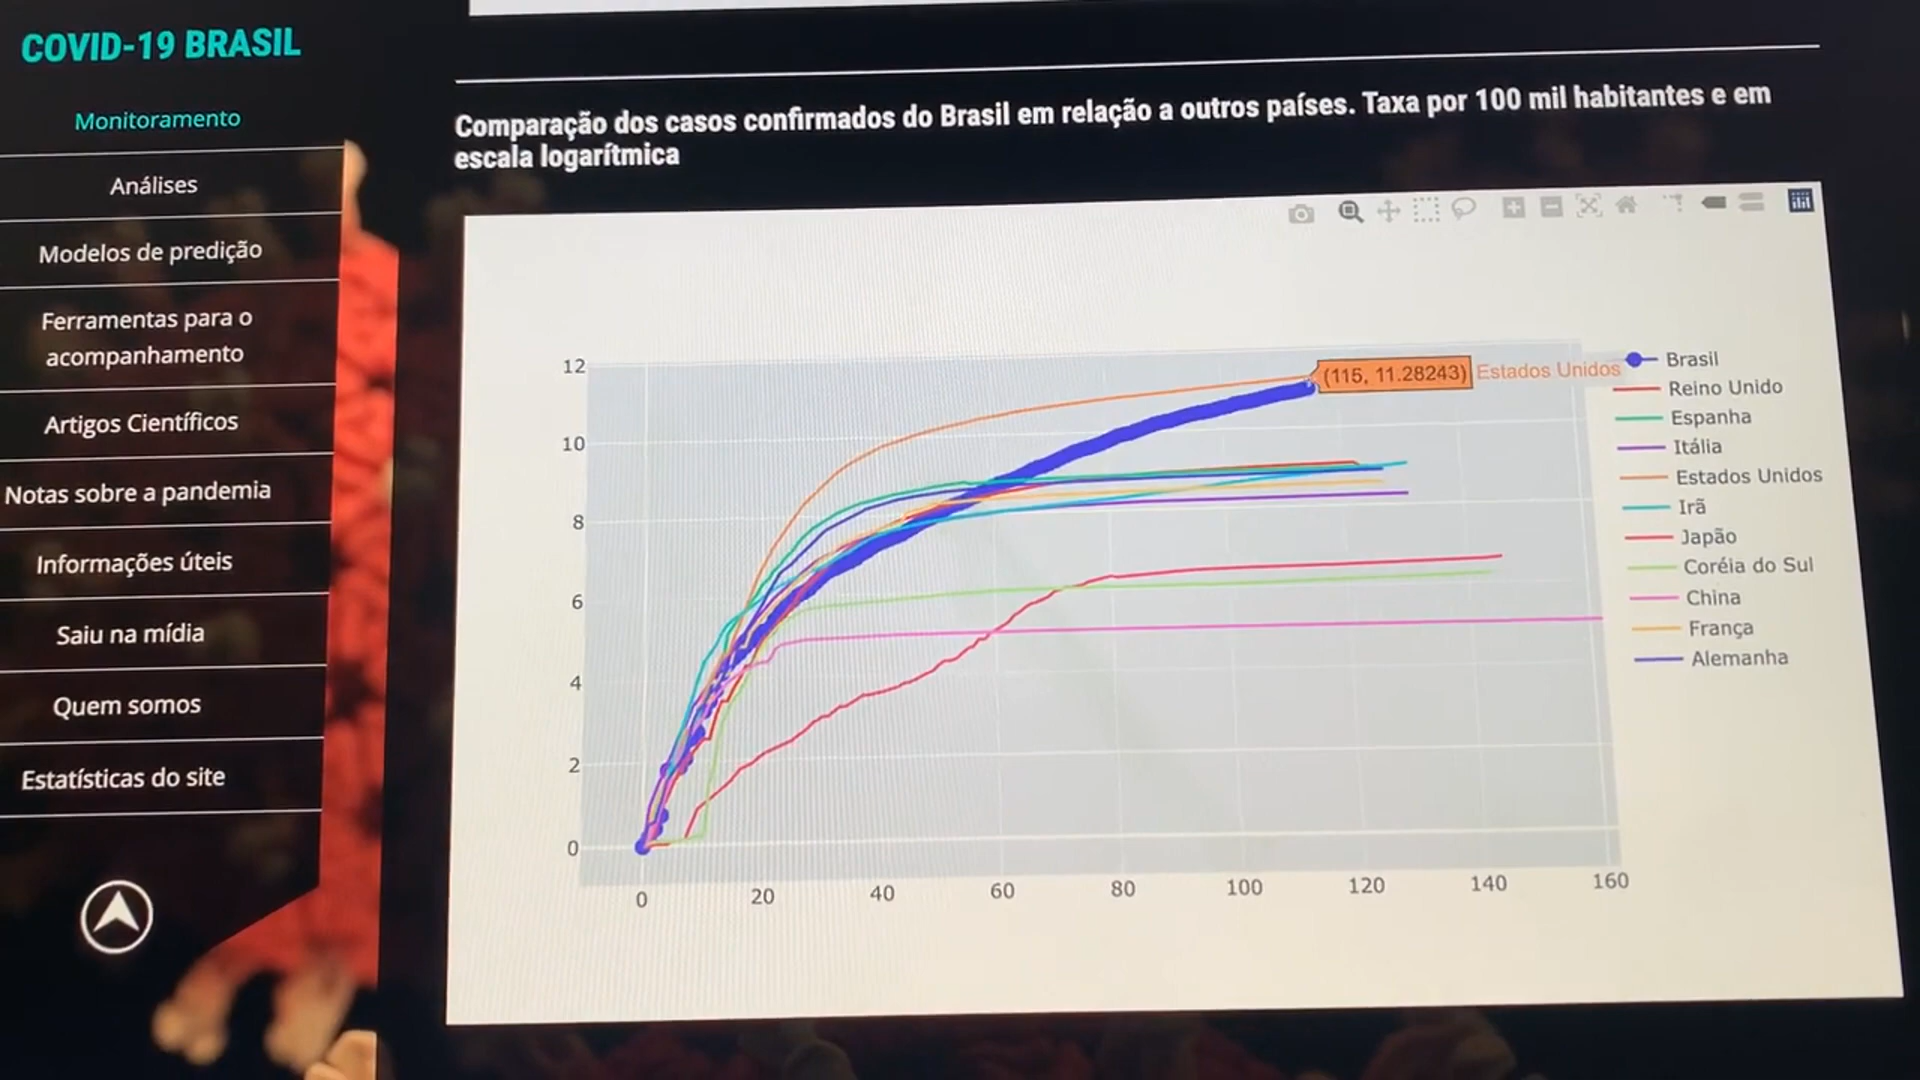 COVID-19 BRASIL
Monitoramento
Análises
Modelos de predição
Ferramentas para o
acompanhamento
Artigos Científicos
Notas sobre a pandemia
Informações úteis
Saiu na mídia
Quem somos
Estatísticas do site
Comparação dos casos confirmados do Brasil em relação a outros países. Taxa por 100 mil habitantes e em
escala logarítmica
12
10
8
6
4
2
0
0 20 40 60 80 100 120 140 160
(115, 11.28243) Estados Unidos
Brasil
Reino Unido
Espanha
Itália
Estados Unidos
Irã
Japão
Coréia do Sul
China
França
Alemanha